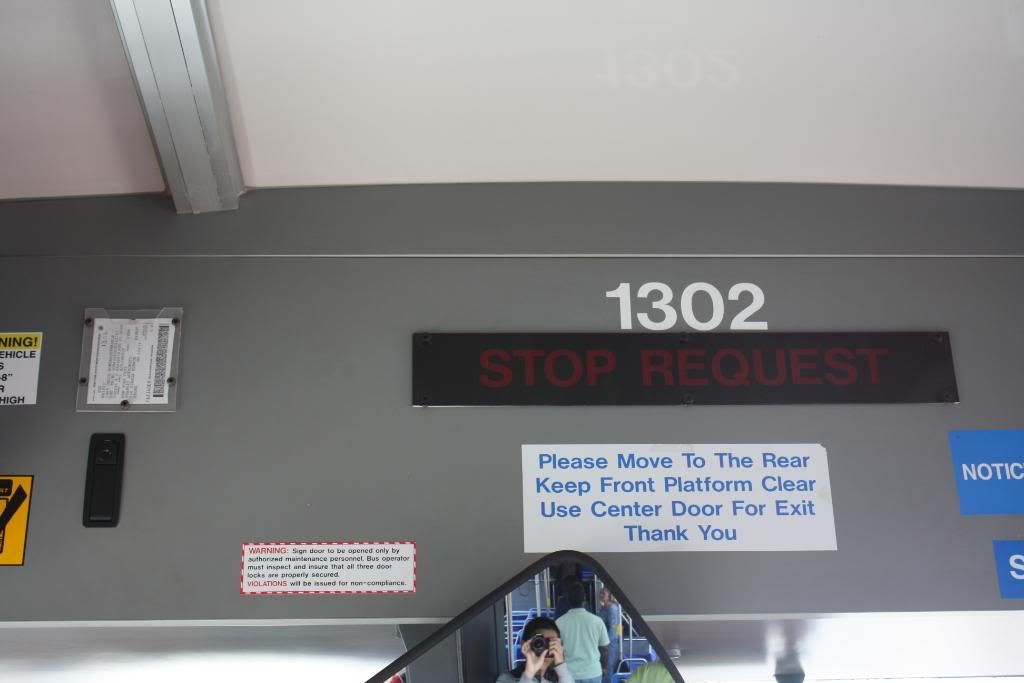 1302
STOP REQUEST
NING!
EHICLE
S
-8"
R
HIGH
Please Move To The Rear
Keep Front Platform Clear
Use Center Door For Exit
Thank You
NOTIC
S
WARNING: Sign door to be opened only by
authorized maintenance personnel. Bus operator
must inspect and insure that all three door
locks are properly secured.
VIOLATIONS will be issued for non-compliance.